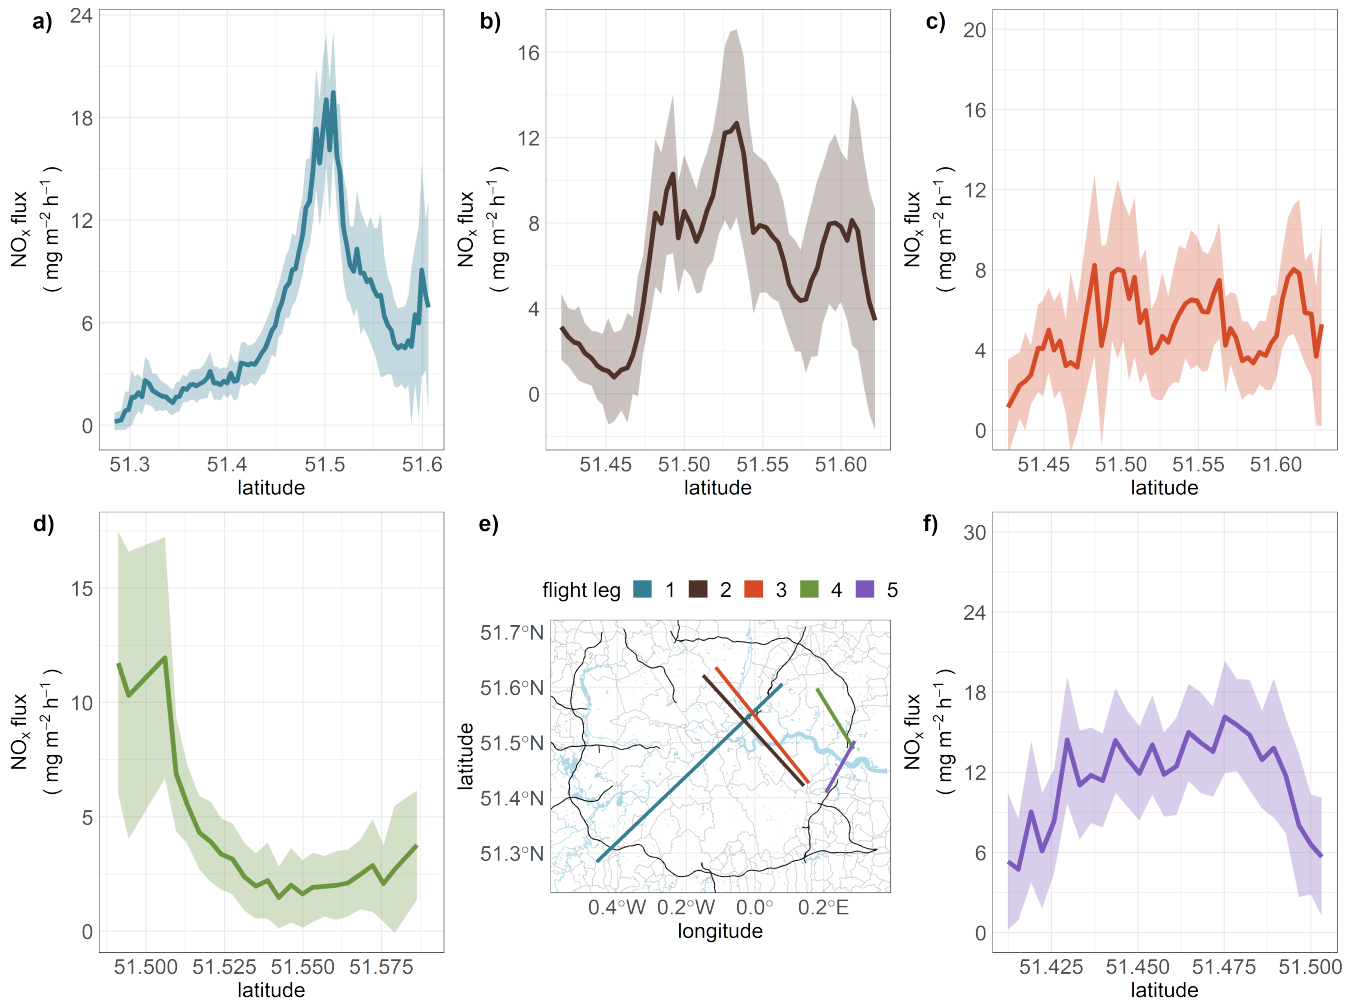 a)
24
18
12
6
0
NOx flux
( mg m−2 h−1 )
51.3 51.4 51.5 51.6
latitude
b)
16
12
8
4
0
NOx flux
( mg m−2 h−1 )
51.45 51.50 51.55 51.60
latitude
c)
20
16
12
8
4
0
NOx flux
( mg m−2 h−1 )
51.45 51.50 51.55 51.60
latitude
d)
15
10
5
0
NOx flux
( mg m−2 h−1 )
51.500 51.525 51.550 51.575
latitude
e)
flight leg 1 2 3 4 5
51.7°N
51.6°N
51.5°N
51.4°N
51.3°N
latitude
0.4°W 0.2°W 0.0° 0.2°E
longitude
f)
30
24
18
12
6
0
NOx flux
( mg m−2 h−1 )
51.425 51.450 51.475 51.500
latitude